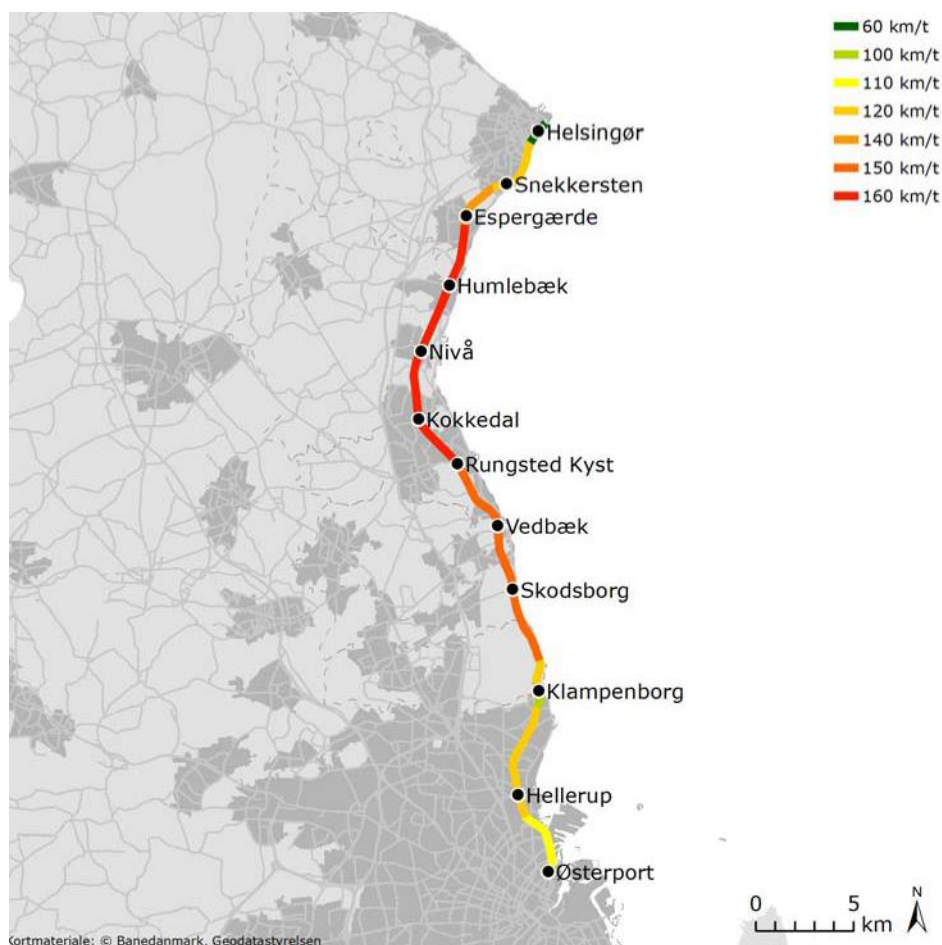 60 km/t
100 km/t
110 km/t
120 km/t
140 km/t
150 km/t
160 km/t
Helsingør
Snekkersten
Espergærde
Humlebæk
Nivå
Kokkedal
Rungsted Kyst
Vedbæk
Skodsborg
Klampenborg
Hellerup
Østerport
N
0 5
km
Kortmateriale: © Banedanmark, Geodatastyrelsen